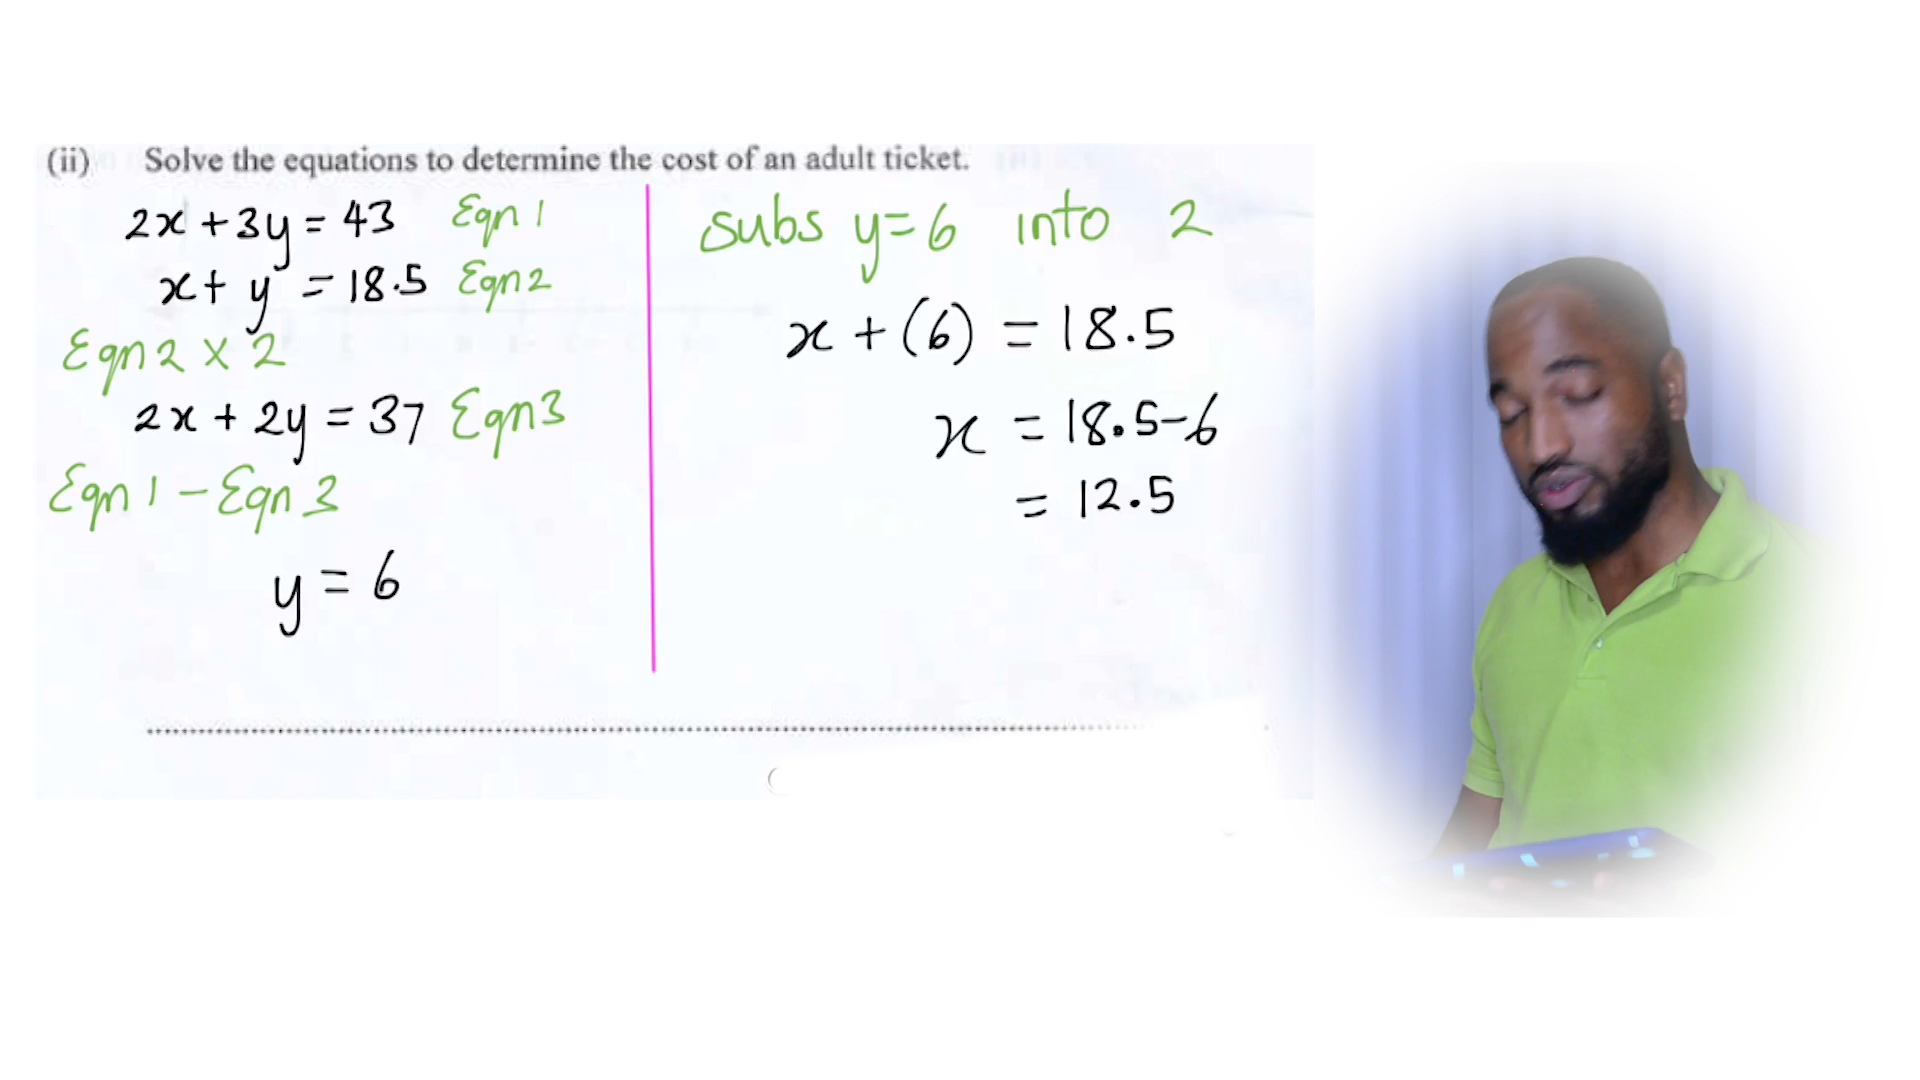 (ii) Solve the equations to determine the cost of an adult ticket.
2x + 3y = 43 Eqn 1
x + y = 18.5 Eqn 2
Eqn 2 x 2
2x + 2y = 37 Eqn 3
Eqn 1 - Eqn 3
y = 6
subs y = 6 into 2
x + (6) = 18.5
x = 18.5 - 6
= 12.5